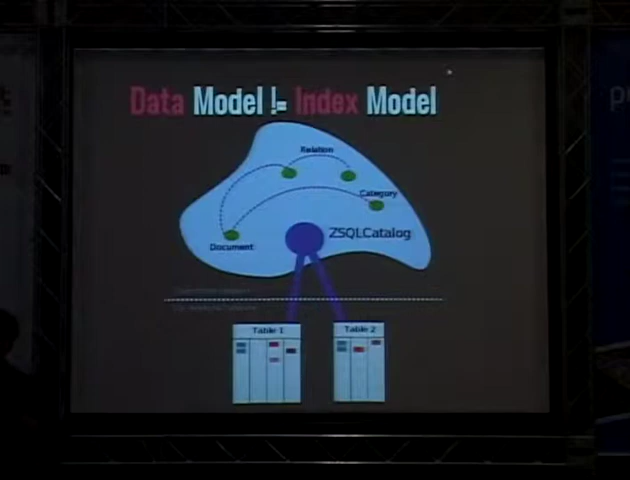 Data Model != Index Model
Relation
Category
ZSQLCatalog
Document
Table 1
Table 2